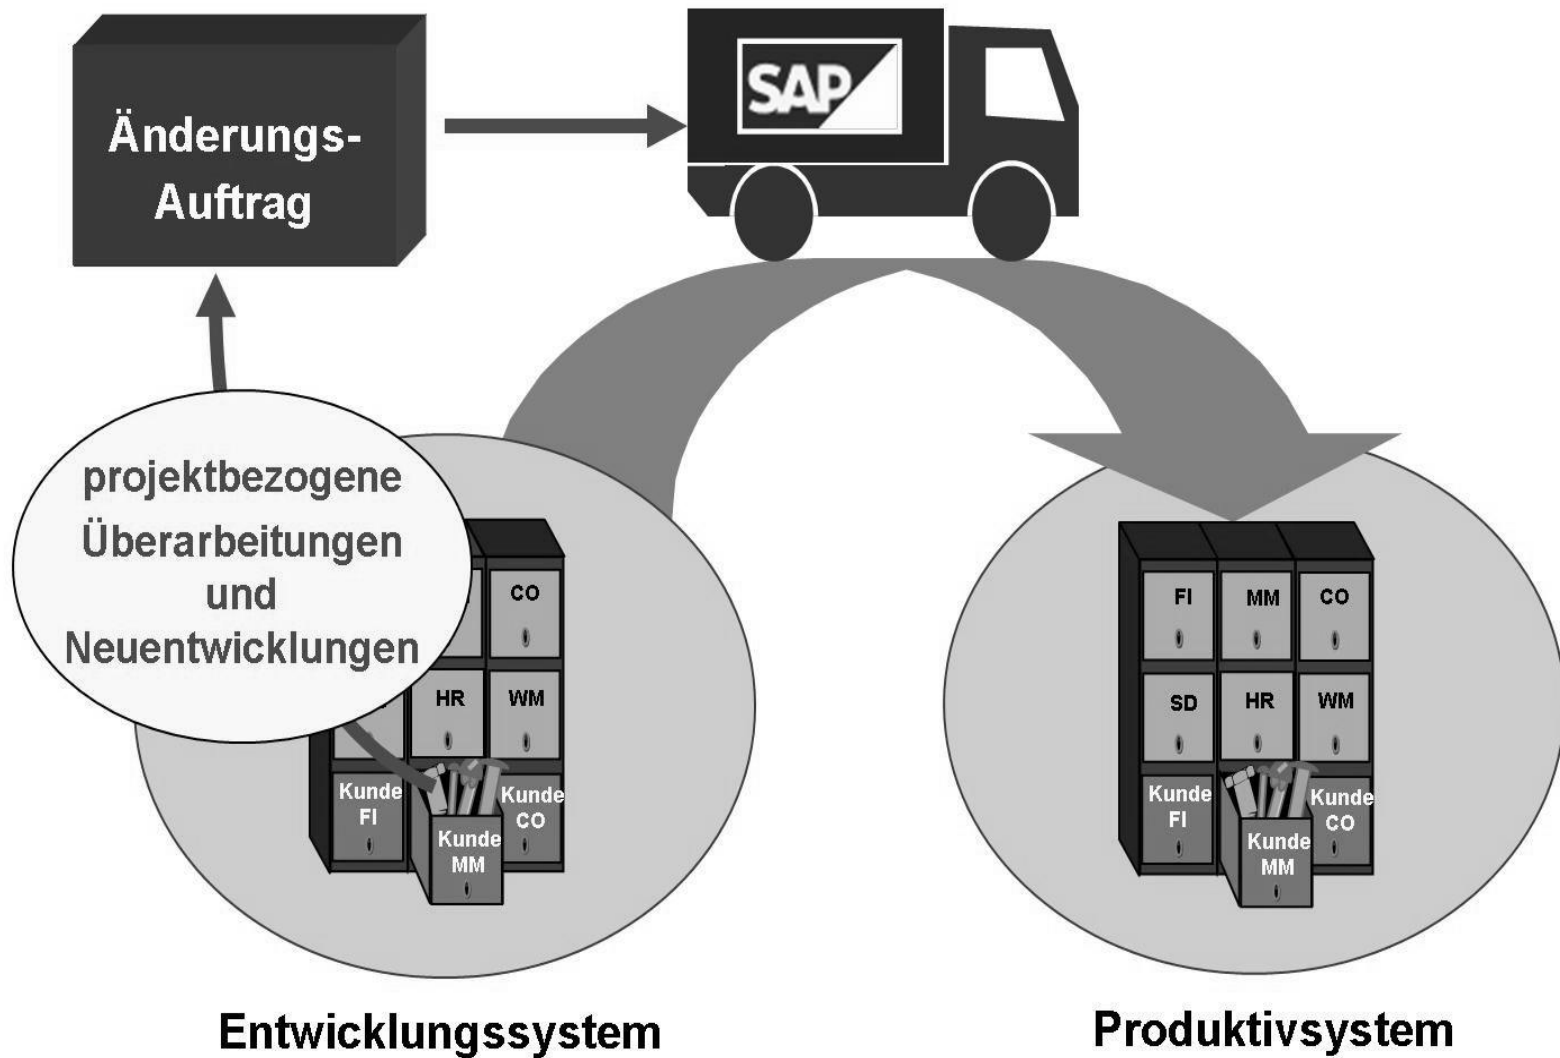 Änderungs-
Auftrag
SAP
projektbezogene
Überarbeitungen
und
Neuentwicklungen
CO
HR
WM
Kunde
FI
Kunde
MM
Kunde
CO
FI
MM
CO
SD
HR
WM
Kunde
FI
Kunde
MM
Kunde
CO
Entwicklungssystem
Produktivsystem